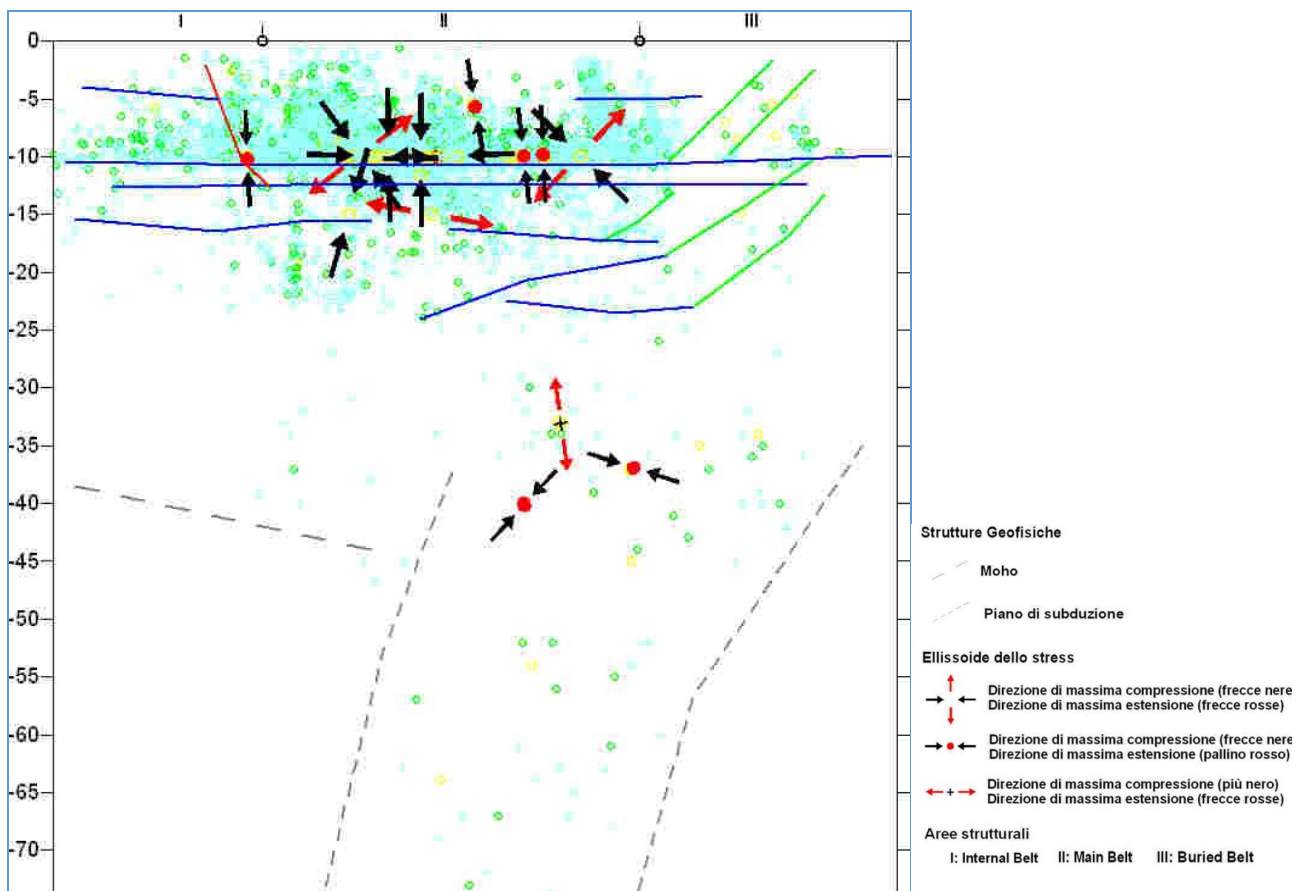 I II III
0
-5
-10
-15
-20
-25
-30
-35
-40
-45
-50
-55
-60
-65
-70
Strutture Geofisiche
Moho
Piano di subduzione
Ellissoide dello stress
Direzione di massima compressione (frecce nere
Direzione di massima estensione (frecce rosse)
Direzione di massima compressione (frecce nere
Direzione di massima estensione (pallino rosso)
Direzione di massima compressione (più nero)
Direzione di massima estensione (frecce rosse)
Aree strutturali
I: Internal Belt II: Main Belt III: Buried Belt